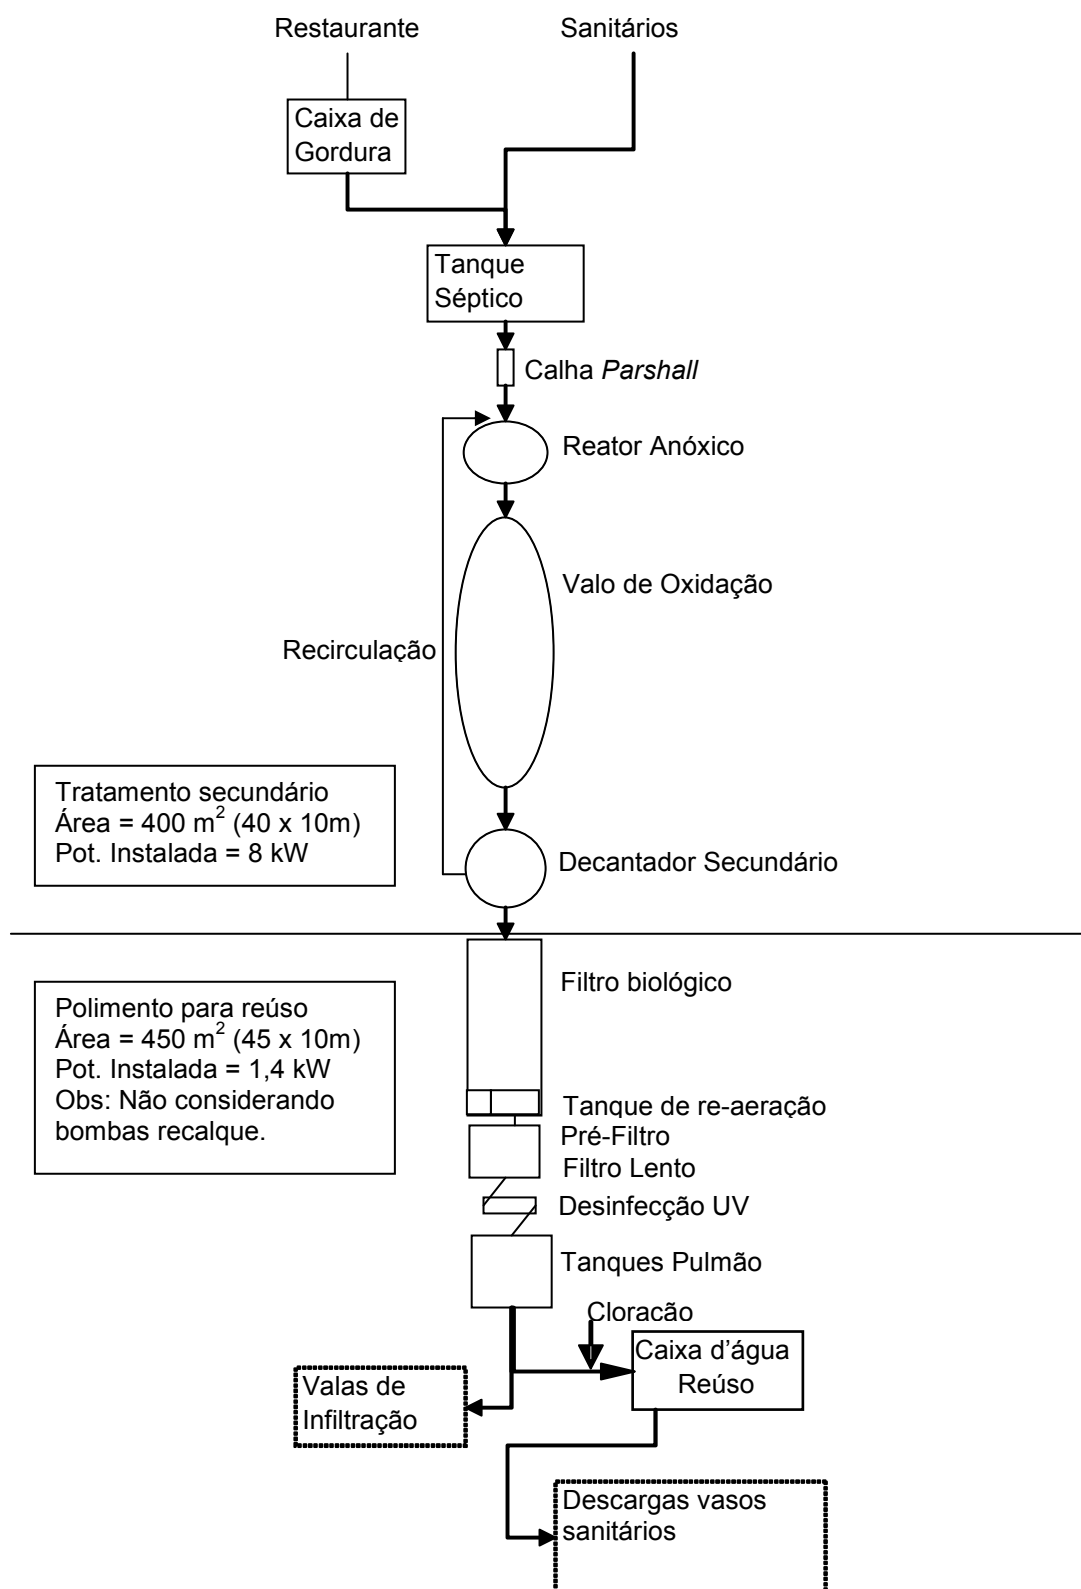 Restaurante
Sanitários
Caixa de
Gordura
Tanque
Séptico
Calha Parshall
Reator Anóxico
Valo de Oxidação
Recirculação
Tratamento secundário
Área = 400 m² (40 x 10m)
Pot. Instalada = 8 kW
Decantador Secundário
Filtro biológico
Polimento para reúso
Área = 450 m² (45 x 10m)
Pot. Instalada = 1,4 kW
Obs: Não considerando
bombas recalque.
Tanque de re-aeração
Pré-Filtro
Filtro Lento
Desinfecção UV
Tanques Pulmão
Cloração
Caixa d'água
Reúso
Valas de
Infiltração
Descargas vasos
sanitários